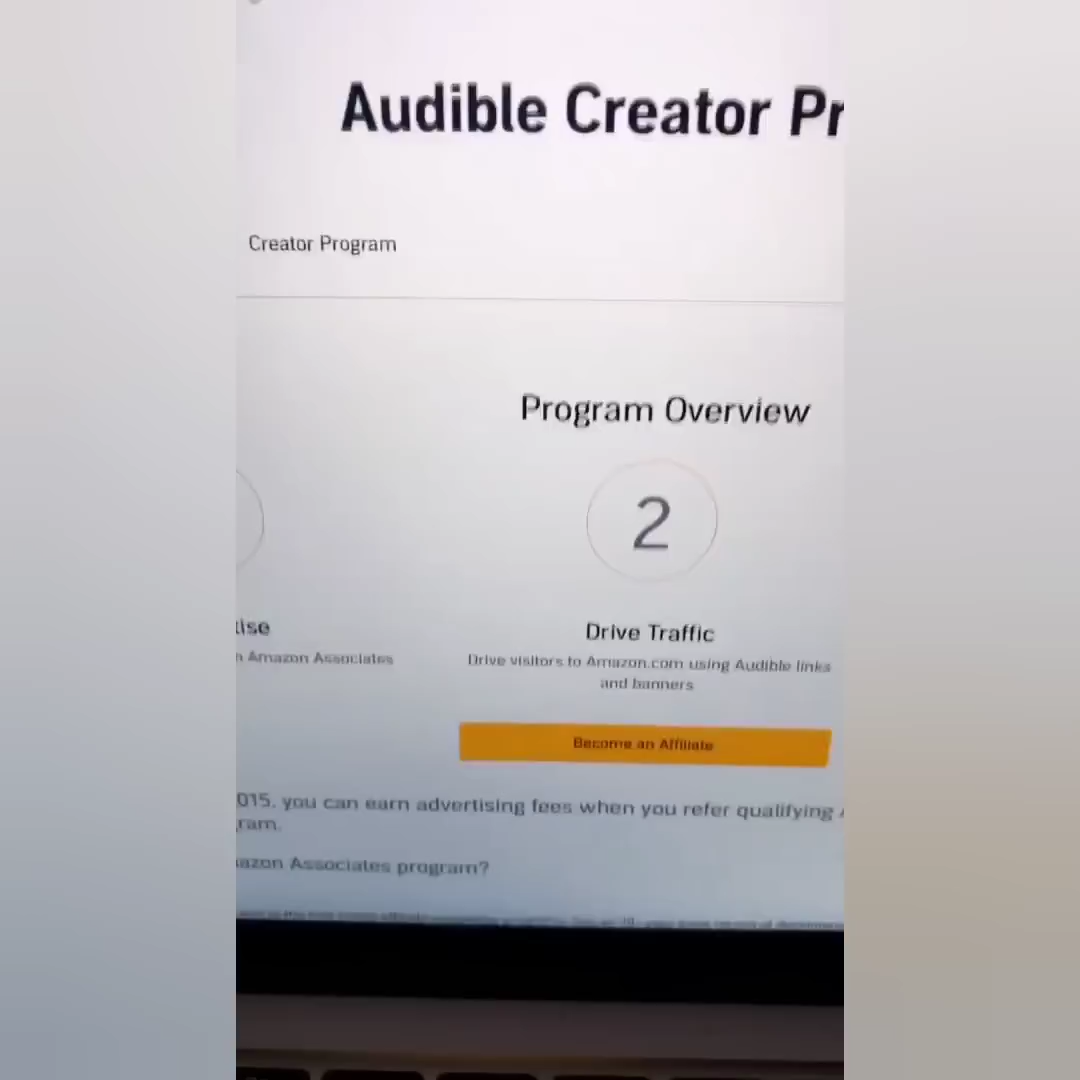 Audible Creator Pr
Creator Program
Program Overview
2
tise
Drive Traffic
n Amazon Associates
Drive visitors to Amazon.com using Audible links
and banners
Become an Affiliate
015, you can earn advertising fees when you refer qualifying
ram.
azon Associates program?